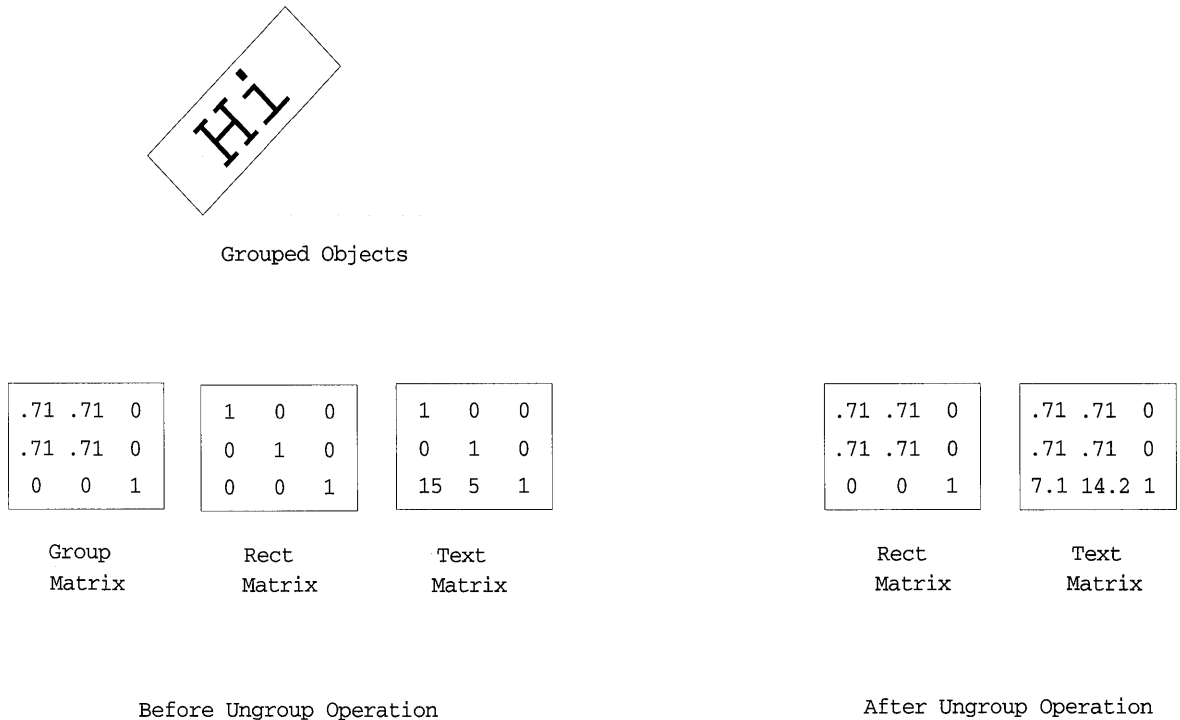 Hi
Grouped Objects
.71 .71 0
.71 .71 0
0 0 1
Group
Matrix
1 0 0
0 1 0
0 0 1
Rect
Matrix
1 0 0
0 1 0
15 5 1
Text
Matrix
Before Ungroup Operation
.71 .71 0
.71 .71 0
0 0 1
Rect
Matrix
.71 .71 0
.71 .71 0
7.1 14.2 1
Text
Matrix
After Ungroup Operation